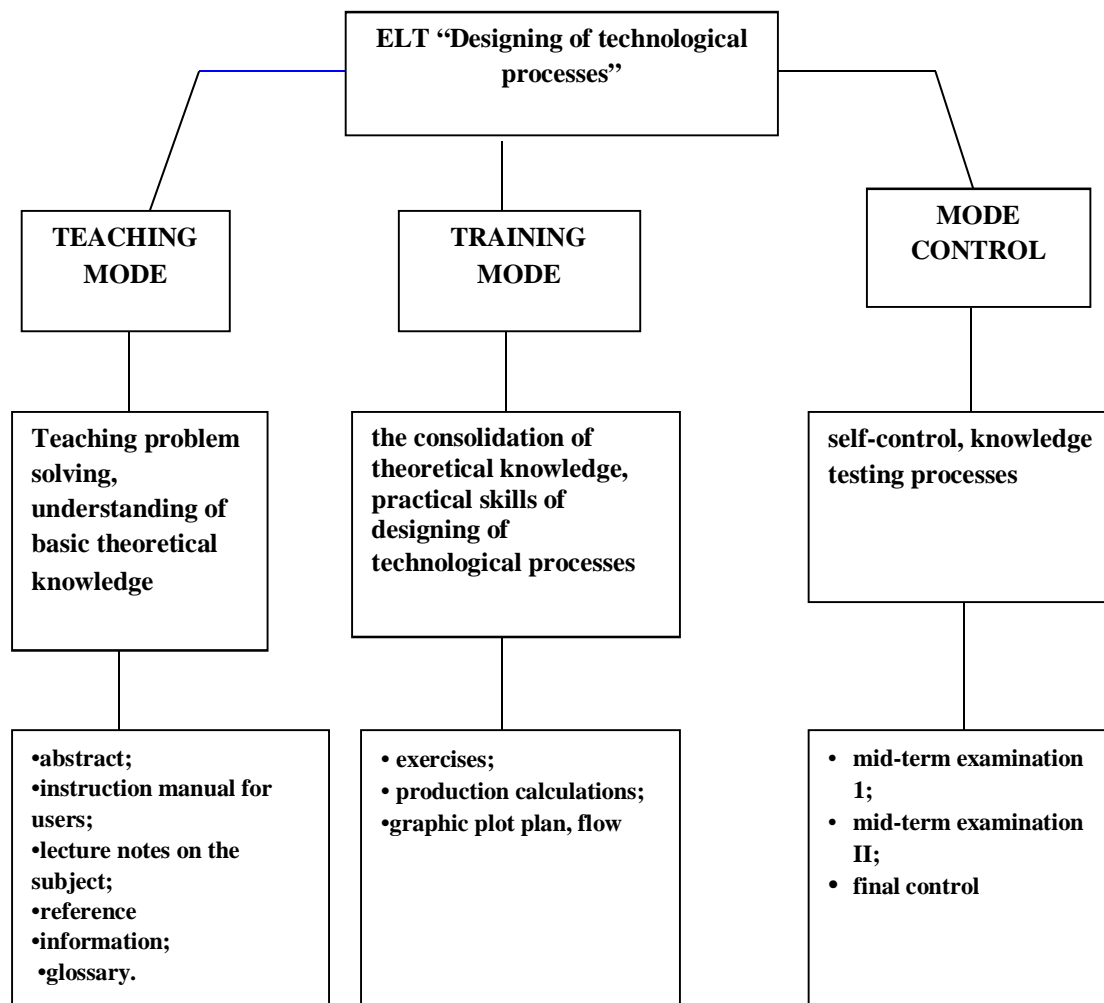 ELT “Designing of technological
processes”
TEACHING
MODE
TRAINING
MODE
MODE
CONTROL
Teaching problem
solving,
understanding of
basic theoretical
knowledge
the consolidation of
theoretical knowledge,
practical skills of
designing of
technological processes
self-control, knowledge
testing processes
•abstract;
•instruction manual for
users;
•lecture notes on the
subject;
•reference
•information;
•glossary.
• exercises;
• production calculations;
•graphic plot plan, flow
• mid-term examination
1;
• mid-term examination
II;
• final control